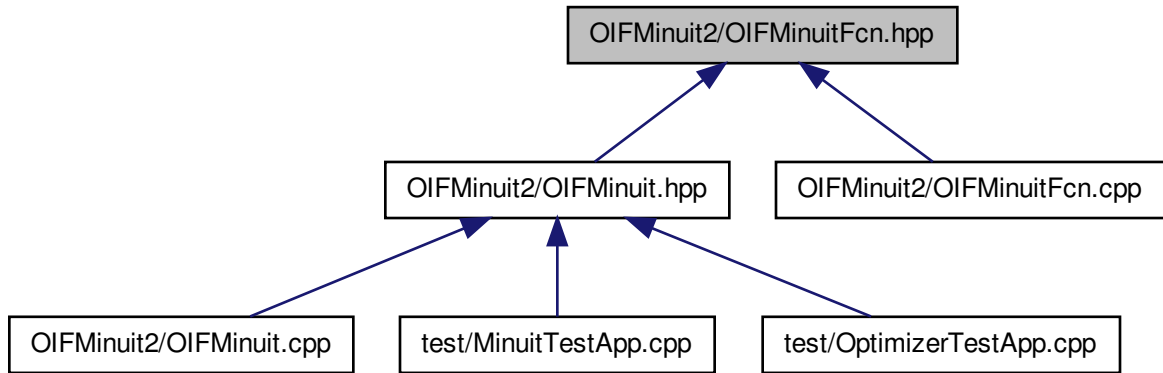 OIFMinuit2/OIFMinuitFcn.hpp
OIFMinuit2/OIFMinuit.hpp
OIFMinuit2/OIFMinuitFcn.cpp
OIFMinuit2/OIFMinuit.cpp
test/MinuitTestApp.cpp
test/OptimizerTestApp.cpp